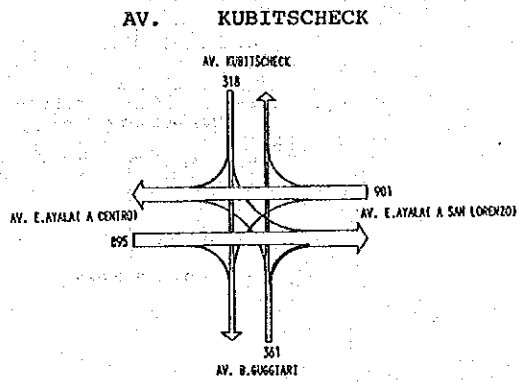 AV. KUBITSCHECK
AV. KUBITSCHECK
318
901
AV. E.AYALA( A CENTRO)
AV. E.AYALA( A SAN LORENZO)
895
361
AV. B.GUGGIARI